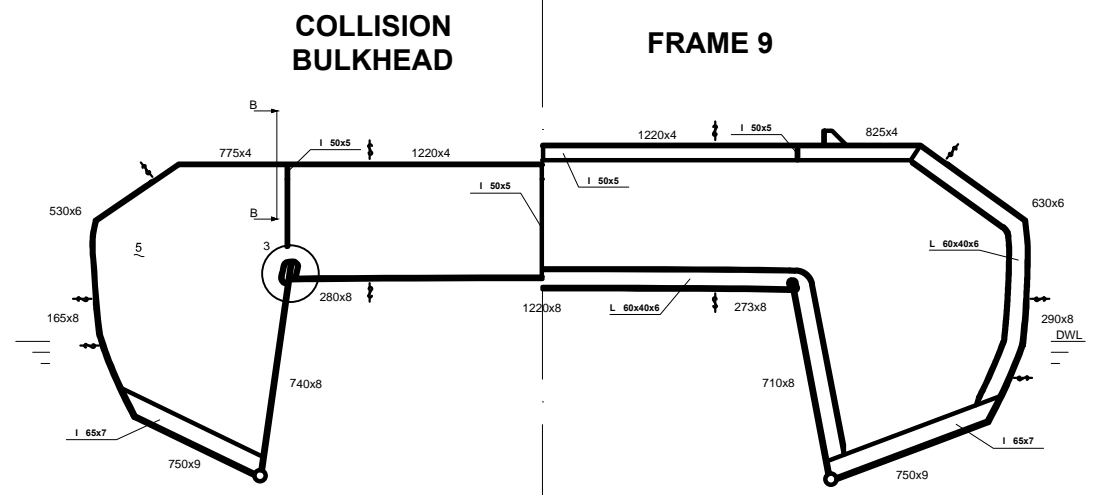 COLLISION
BULKHEAD
FRAME 9
B
775x4
I 50x5
1220x4
1220x4
I 50x5
825x4
I 50x5
I 50x5
530x6
B
630x6
5
3
L 60x40x6
280x8
1220x8
L 60x40x6
273x8
165x8
290x8
DWL
740x8
710x8
I 65x7
I 65x7
750x9
750x9